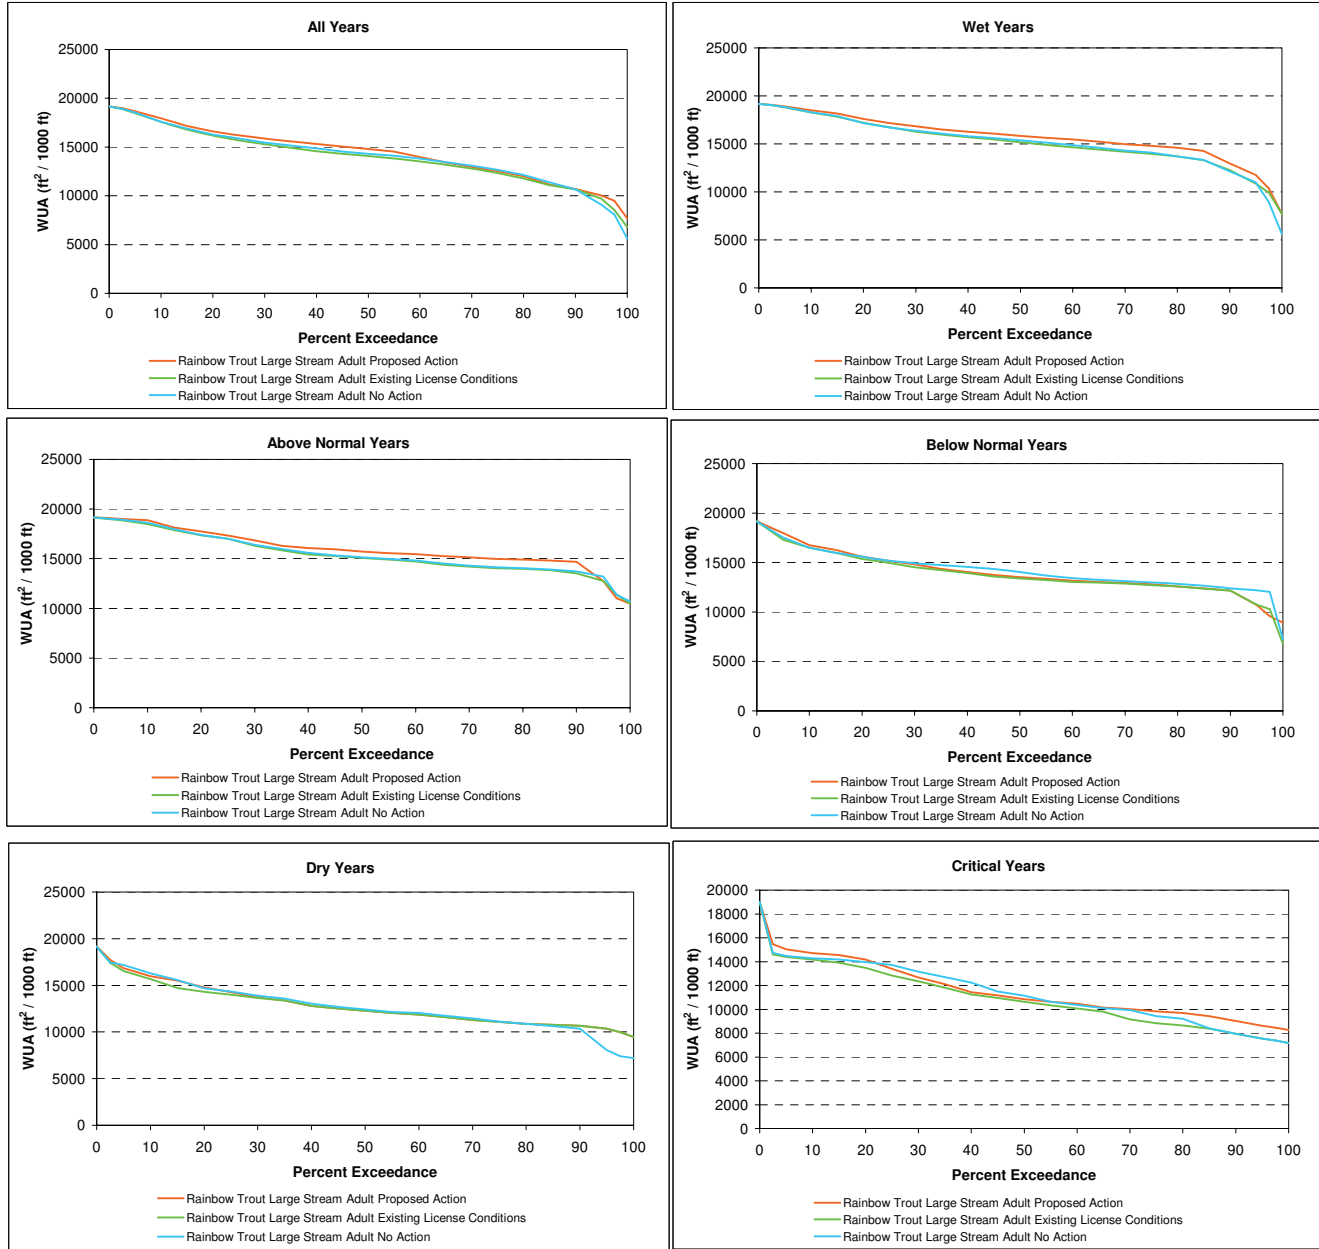 All Years
25000
20000
15000
10000
5000
0
WUA (ft² / 1000 ft)
0 10 20 30 40 50 60 70 80 90 100
Percent Exceedance
Rainbow Trout Large Stream Adult Proposed Action
Rainbow Trout Large Stream Adult Existing License Conditions
Rainbow Trout Large Stream Adult No Action
Wet Years
25000
20000
15000
10000
5000
0
WUA (ft² / 1000 ft)
0 10 20 30 40 50 60 70 80 90 100
Percent Exceedance
Rainbow Trout Large Stream Adult Proposed Action
Rainbow Trout Large Stream Adult Existing License Conditions
Rainbow Trout Large Stream Adult No Action
Above Normal Years
25000
20000
15000
10000
5000
0
WUA (ft² / 1000 ft)
0 10 20 30 40 50 60 70 80 90 100
Percent Exceedance
Rainbow Trout Large Stream Adult Proposed Action
Rainbow Trout Large Stream Adult Existing License Conditions
Rainbow Trout Large Stream Adult No Action
Below Normal Years
25000
20000
15000
10000
5000
0
WUA (ft² / 1000 ft)
0 10 20 30 40 50 60 70 80 90 100
Percent Exceedance
Rainbow Trout Large Stream Adult Proposed Action
Rainbow Trout Large Stream Adult Existing License Conditions
Rainbow Trout Large Stream Adult No Action
Dry Years
25000
20000
15000
10000
5000
0
WUA (ft² / 1000 ft)
0 10 20 30 40 50 60 70 80 90 100
Percent Exceedance
Rainbow Trout Large Stream Adult Proposed Action
Rainbow Trout Large Stream Adult Existing License Conditions
Rainbow Trout Large Stream Adult No Action
Critical Years
20000
18000
16000
14000
12000
10000
8000
6000
4000
2000
0
WUA (ft² / 1000 ft)
0 10 20 30 40 50 60 70 80 90 100
Percent Exceedance
Rainbow Trout Large Stream Adult Proposed Action
Rainbow Trout Large Stream Adult Existing License Conditions
Rainbow Trout Large Stream Adult No Action